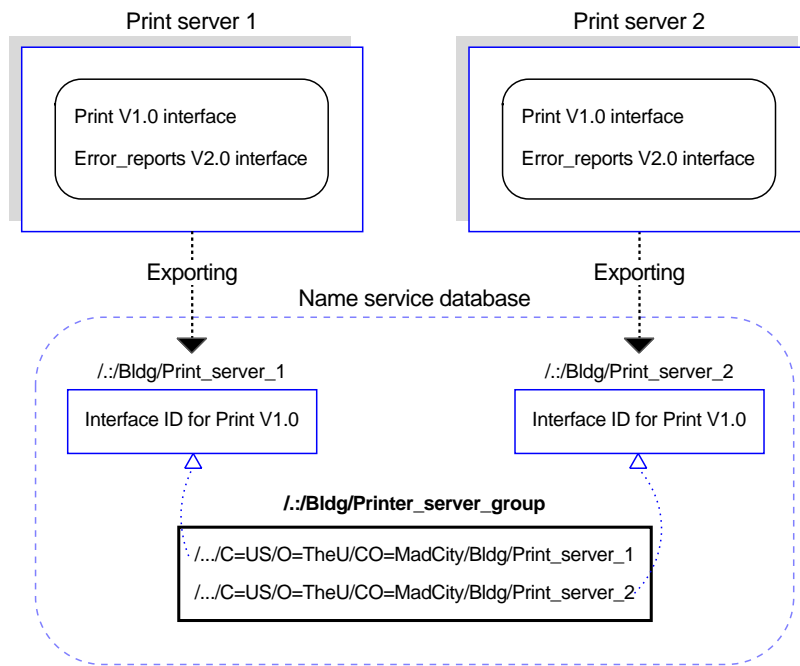 Print server 1
Print server 2
Print V1.0 interface
Error_reports V2.0 interface
Print V1.0 interface
Error_reports V2.0 interface
Exporting
Exporting
Name service database
/.:/Bldg/Print_server_1
/.:/Bldg/Print_server_2
Interface ID for Print V1.0
Interface ID for Print V1.0
/.:/Bldg/Printer_server_group
/.../C=US/O=TheU/CO=MadCity/Bldg/Print_server_1
/.../C=US/O=TheU/CO=MadCity/Bldg/Print_server_2